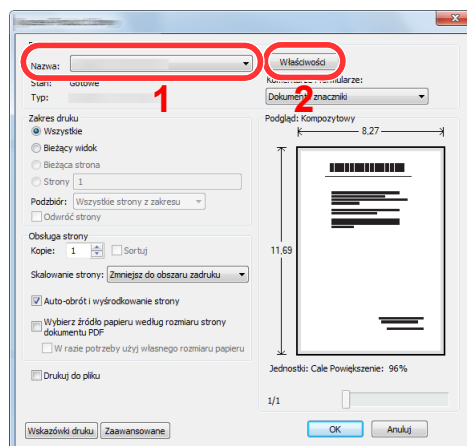 Nazwa:
Właściwości
Stan: Gotowe
Typ:
1
2
Dokument i znaczniki
Zakres druku
Wszystkie
Bieżący widok
Bieżąca strona
Strony 1
Podzbiór: Wszystkie strony z zakresu
Odwróć strony
Obsługa strony
Kopie: 1 Sortuj
Skalowanie strony: Zmniejsz do obszaru zadruku
Auto-obrót i wyśrodkowanie strony
Wybierz źródło papieru według rozmiaru strony
dokumentu PDF
W razie potrzeby użyj własnego rozmiaru papieru
Drukuj do pliku
Podgląd: Kompozytowy
8,27
11,69
Jednostki: Cale Powiększenie: 96%
1/1
Wskazówki druku Zaawansowane
OK Anuluj